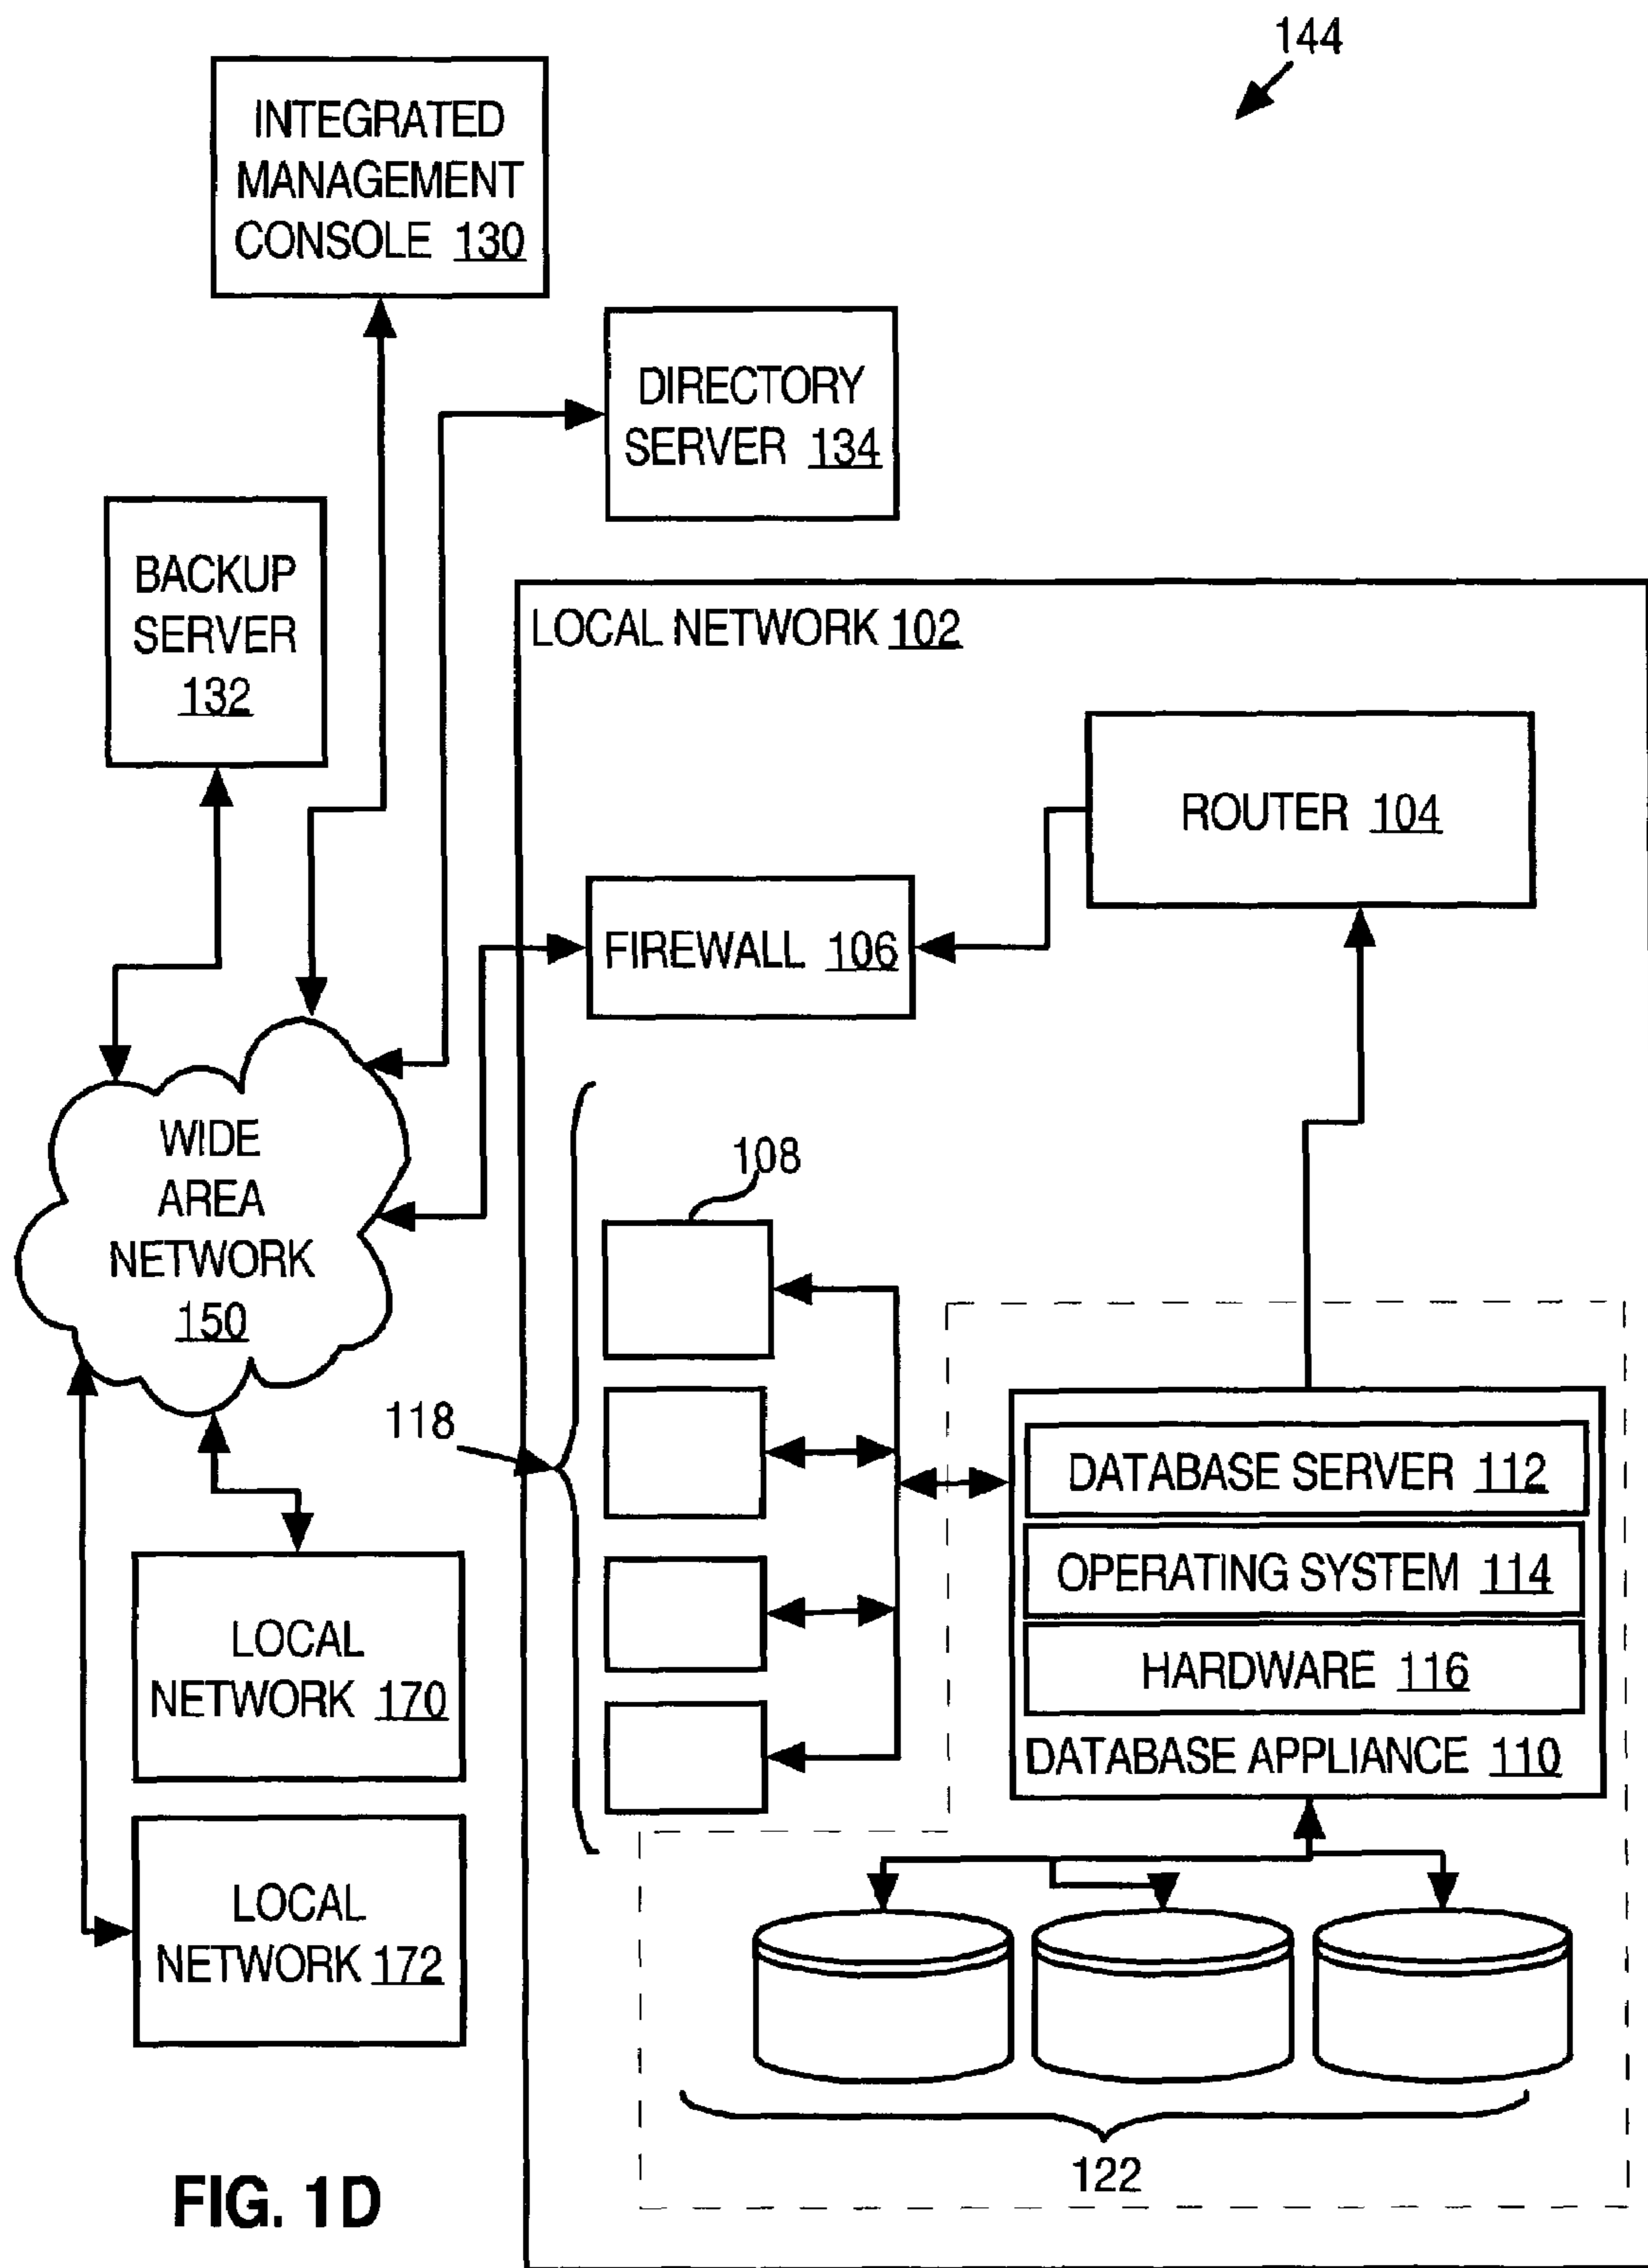 144
INTEGRATED
MANAGEMENT
CONSOLE 130
DIRECTORY
SERVER 134
BACKUP
SERVER
132
LOCAL NETWORK 102
ROUTER 104
FIREWALL 106
WIDE
AREA
NETWORK
150
108
118
DATABASE SERVER 112
OPERATING SYSTEM 114
HARDWARE 116
DATABASE APPLIANCE 110
LOCAL
NETWORK 170
LOCAL
NETWORK 172
122
FIG. 1D